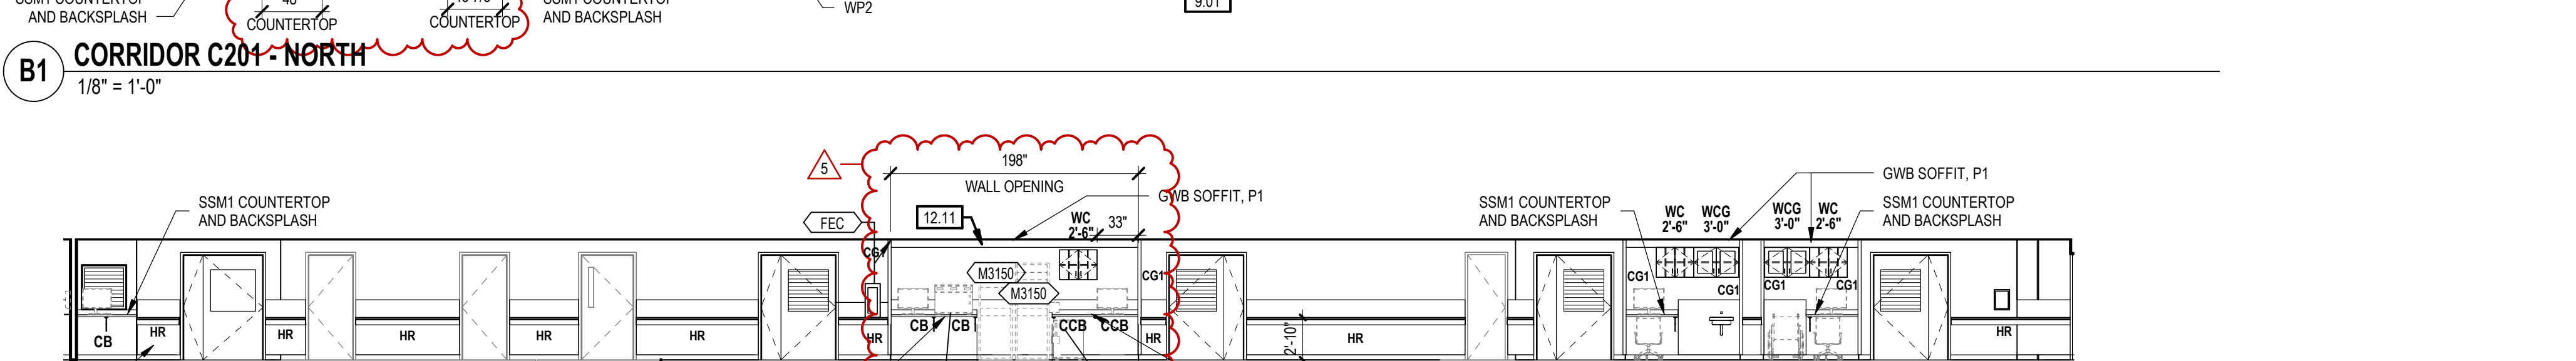 AND BACKSPLASH
COUNTERTOP
COUNTERTOP
AND BACKSPLASH
WP2
9.01
B1
CORRIDOR C201 - NORTH
1/8" = 1'-0"
5
198"
WALL OPENING
GWB SOFFIT, P1
12.11
FEC
WC
2'-6"
33"
SSM1 COUNTERTOP
AND BACKSPLASH
SSM1 COUNTERTOP
AND BACKSPLASH
WC
2'-6"
WCG
3'-0"
WCG
3'-0"
WC
2'-6"
GWB SOFFIT, P1
SSM1 COUNTERTOP
AND BACKSPLASH
CG1
M3150
M3150
CG1
CG1
CG1
CG1
CG1
CB
HR
HR
HR
HR
HR
CB
CB
CCB
CCB
HR
2'-10"
HR
HR